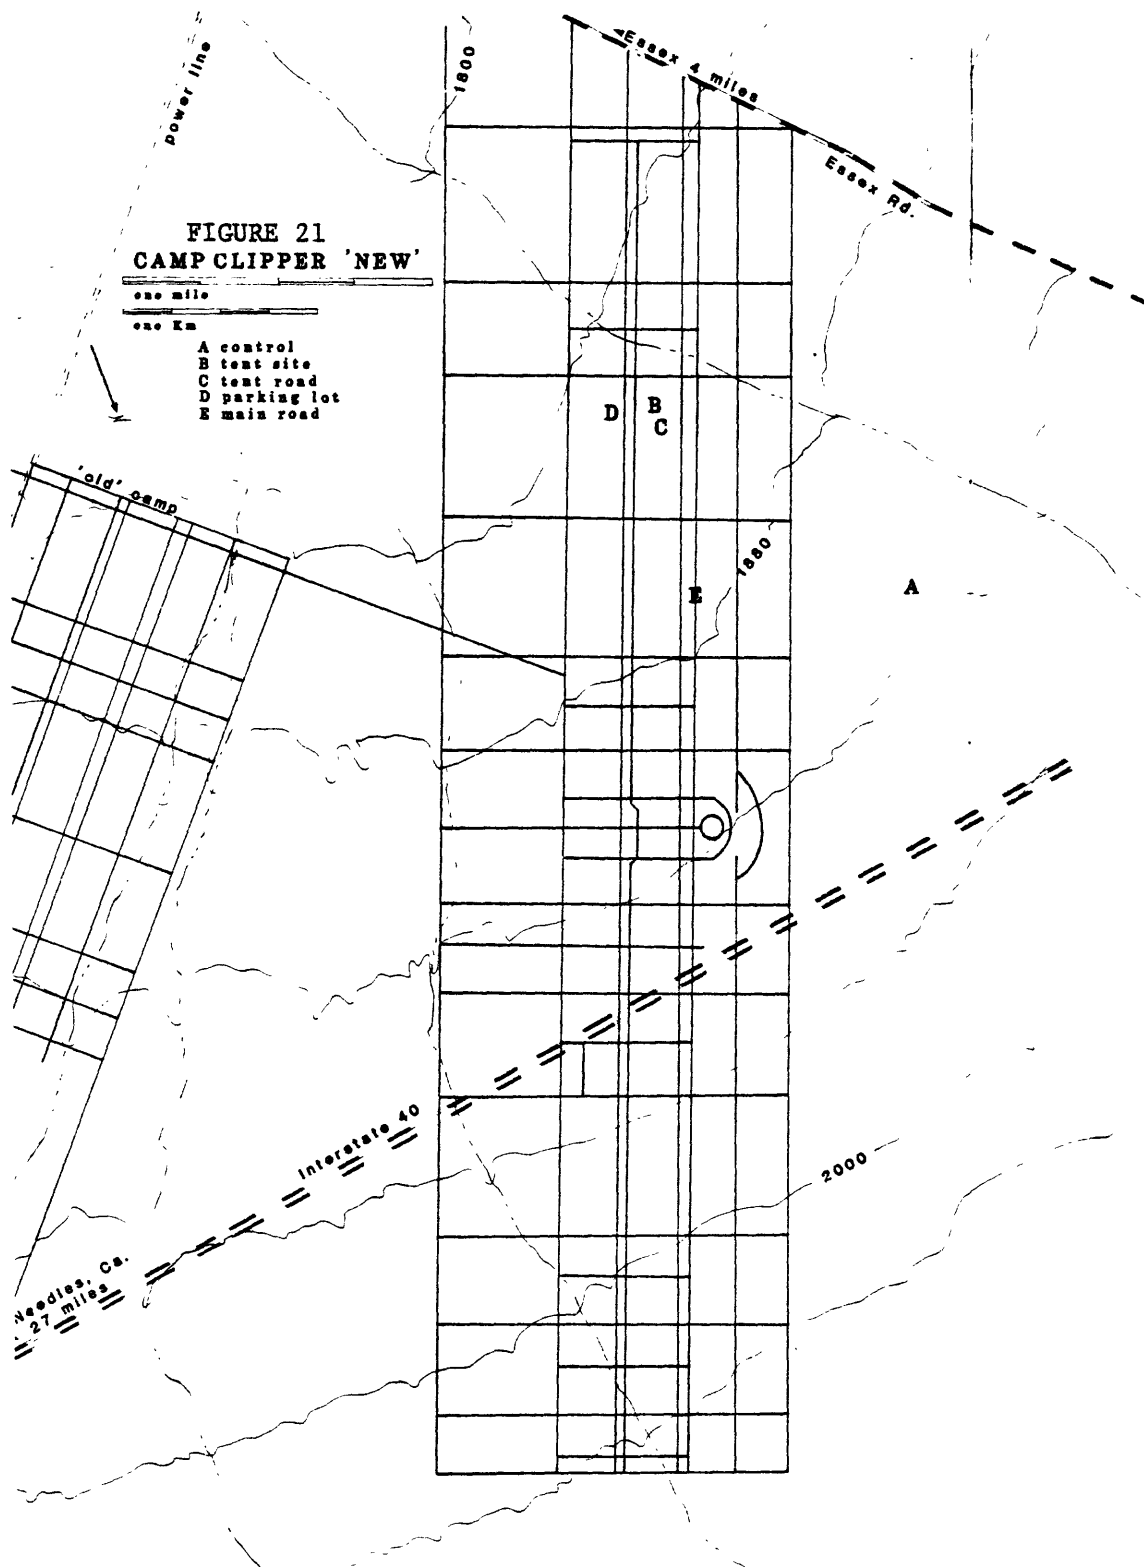 power line
1800
Essex 4 miles
Essex Rd.
FIGURE 21
CAMP CLIPPER 'NEW'
one mile
one Km
A control
B tent site
C tent road
D parking lot
E main road
N
D
B
C
'old' camp
1880
A
E
Interstate 40
2000
Needles, Ca.
27 miles